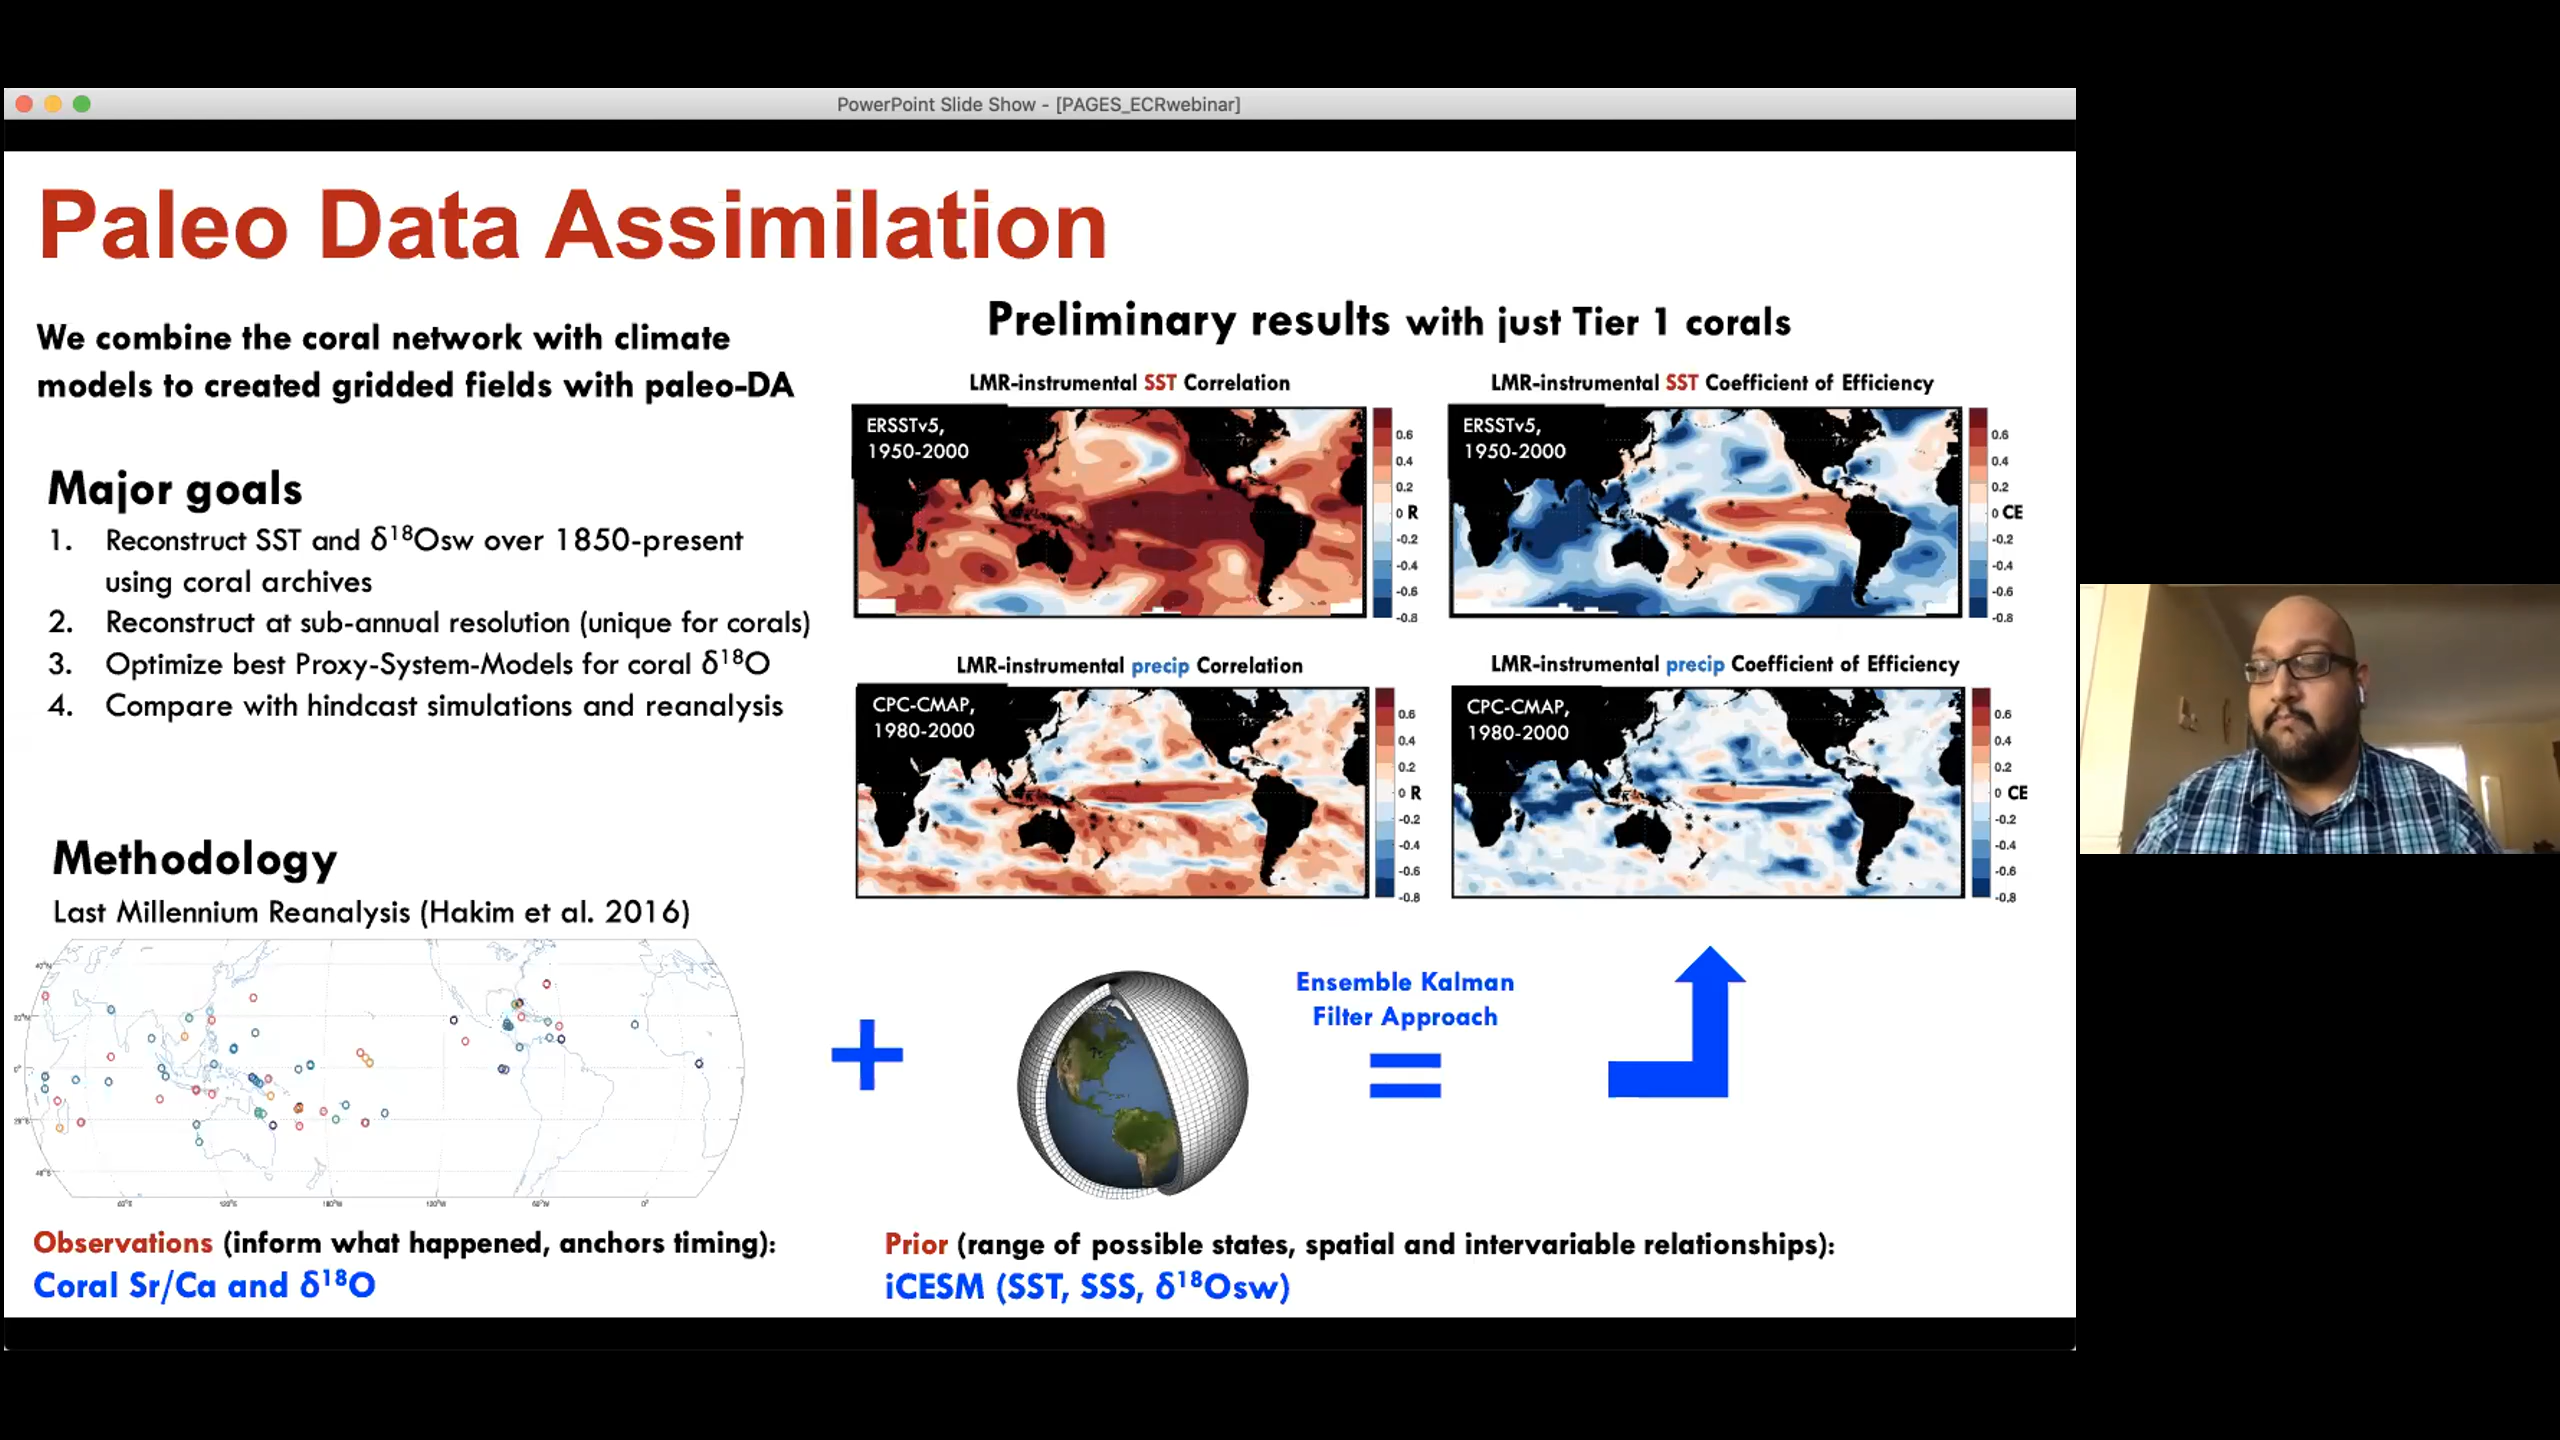 PowerPoint Slide Show - [PAGES_ECRwebinar]
Paleo Data Assimilation
We combine the coral network with climate
models to created gridded fields with paleo-DA
Major goals
1. Reconstruct SST and δ¹⁸Osw over 1850-present
using coral archives
2. Reconstruct at sub-annual resolution (unique for corals)
3. Optimize best Proxy-System-Models for coral δ¹⁸O
4. Compare with hindcast simulations and reanalysis
Methodology
Last Millennium Reanalysis (Hakim et al. 2016)
Observations (inform what happened, anchors timing):
Coral Sr/Ca and δ¹⁸O
Preliminary results with just Tier 1 corals
LMR-instrumental SST Correlation
ERSSTv5,
1950-2000
0.6
0.4
0.2
0 R
-0.2
-0.4
-0.6
-0.8
LMR-instrumental SST Coefficient of Efficiency
ERSSTv5,
1950-2000
0.6
0.4
0.2
0 CE
-0.2
-0.4
-0.6
-0.8
LMR-instrumental precip Correlation
CPC-CMAP,
1980-2000
0.6
0.4
0.2
0 R
-0.2
-0.4
-0.6
-0.8
LMR-instrumental precip Coefficient of Efficiency
CPC-CMAP,
1980-2000
0.6
0.4
0.2
0 CE
-0.2
-0.4
-0.6
-0.8
+
Ensemble Kalman
Filter Approach
=
Prior (range of possible states, spatial and intervariable relationships):
iCESM (SST, SSS, δ¹⁸Osw)